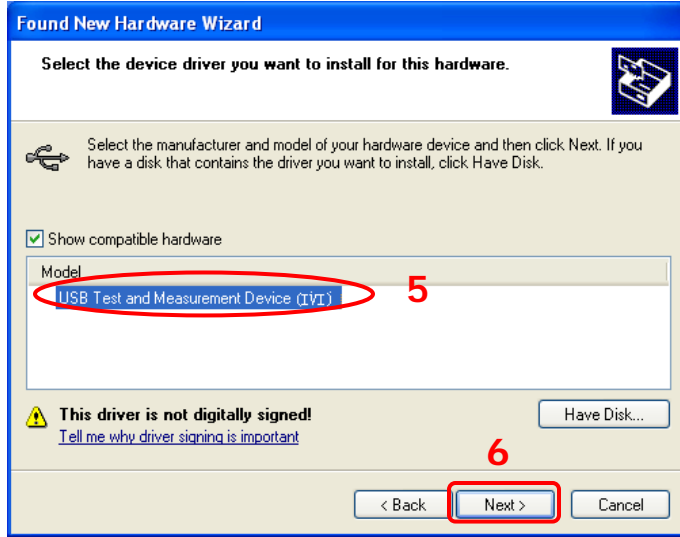 Found New Hardware Wizard
Select the device driver you want to install for this hardware.
Select the manufacturer and model of your hardware device and then click Next. If you
have a disk that contains the driver you want to install, click Have Disk.
Show compatible hardware
Model
USB Test and Measurement Device (IVI)
5
This driver is not digitally signed!
Have Disk...
Tell me why driver signing is important
6
< Back
Next >
Cancel